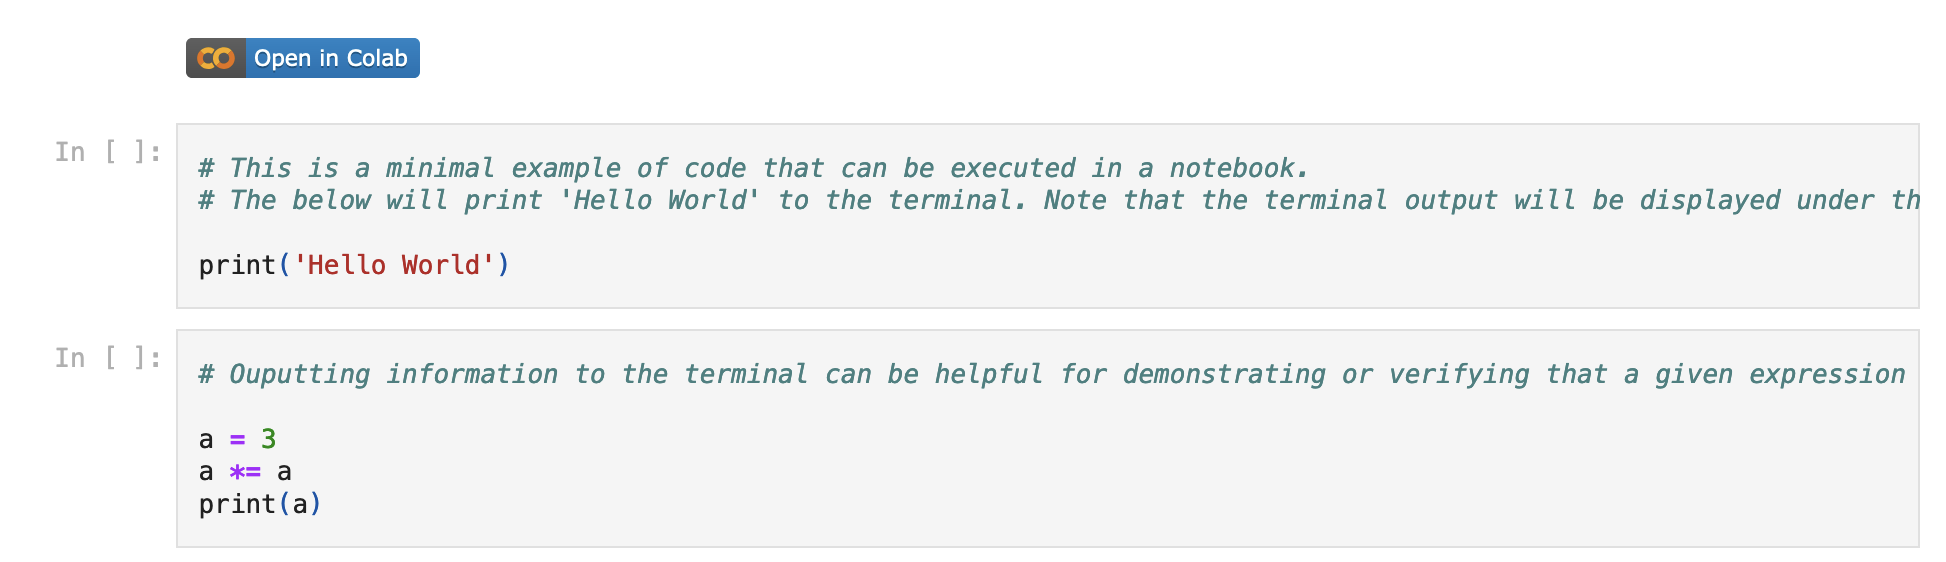 Open in Colab
In [ ]:
# This is a minimal example of code that can be executed in a notebook.
# The below will print 'Hello World' to the terminal. Note that the terminal output will be displayed under th
print('Hello World')
In [ ]:
# Ouputting information to the terminal can be helpful for demonstrating or verifying that a given expression
a = 3
a *= a
print(a)